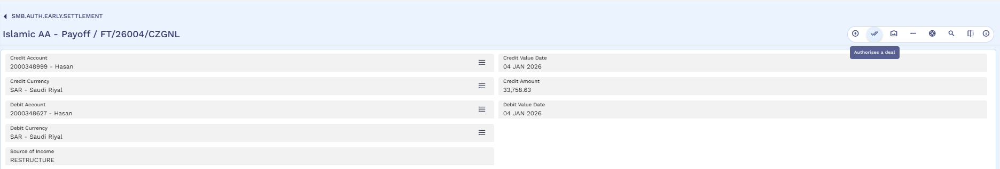 SMB.AUTH.EARLY.SETTLEMENT
Islamic AA - Payoff / FT/26004/CZGNL
Authorises a deal
Credit Account
2000348999 - Hasan
Credit Value Date
04 JAN 2026
Credit Currency
SAR - Saudi Riyal
Credit Amount
33,758.63
Debit Account
2000348627 - Hasan
Debit Value Date
04 JAN 2026
Debit Currency
SAR - Saudi Riyal
Source of Income
RESTRUCTURE